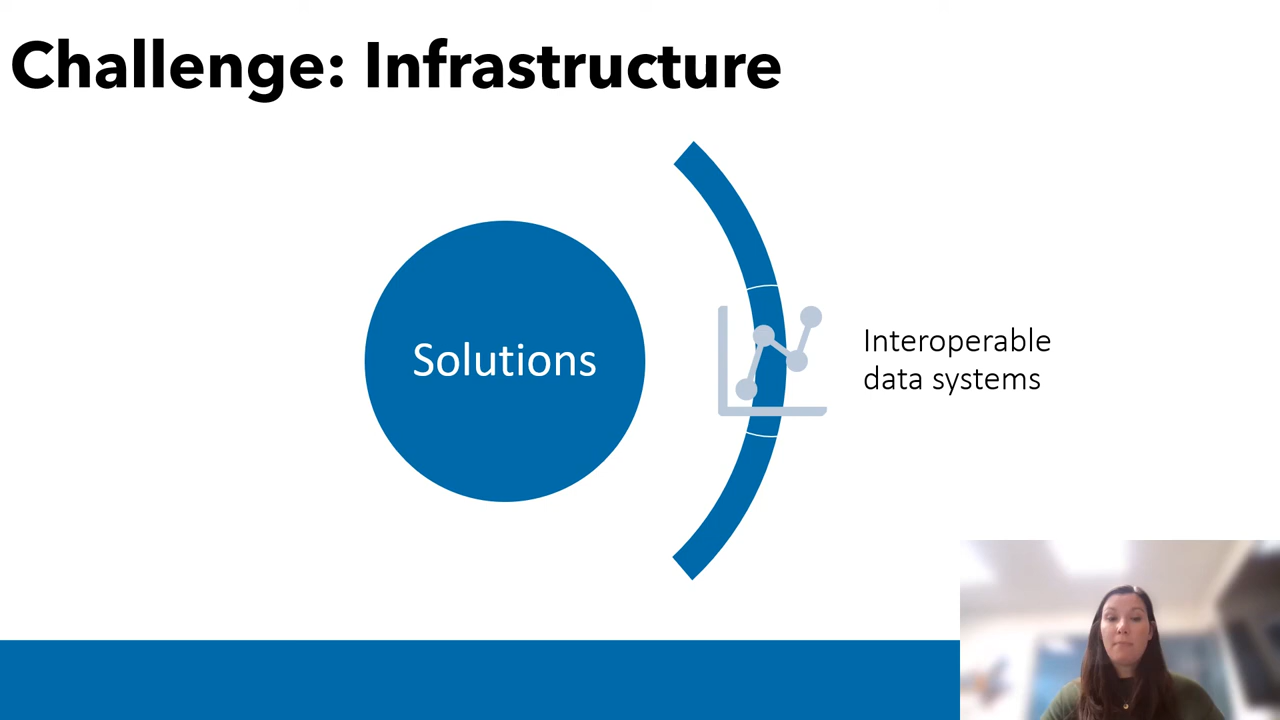 Challenge: Infrastructure
Solutions
Interoperable
data systems